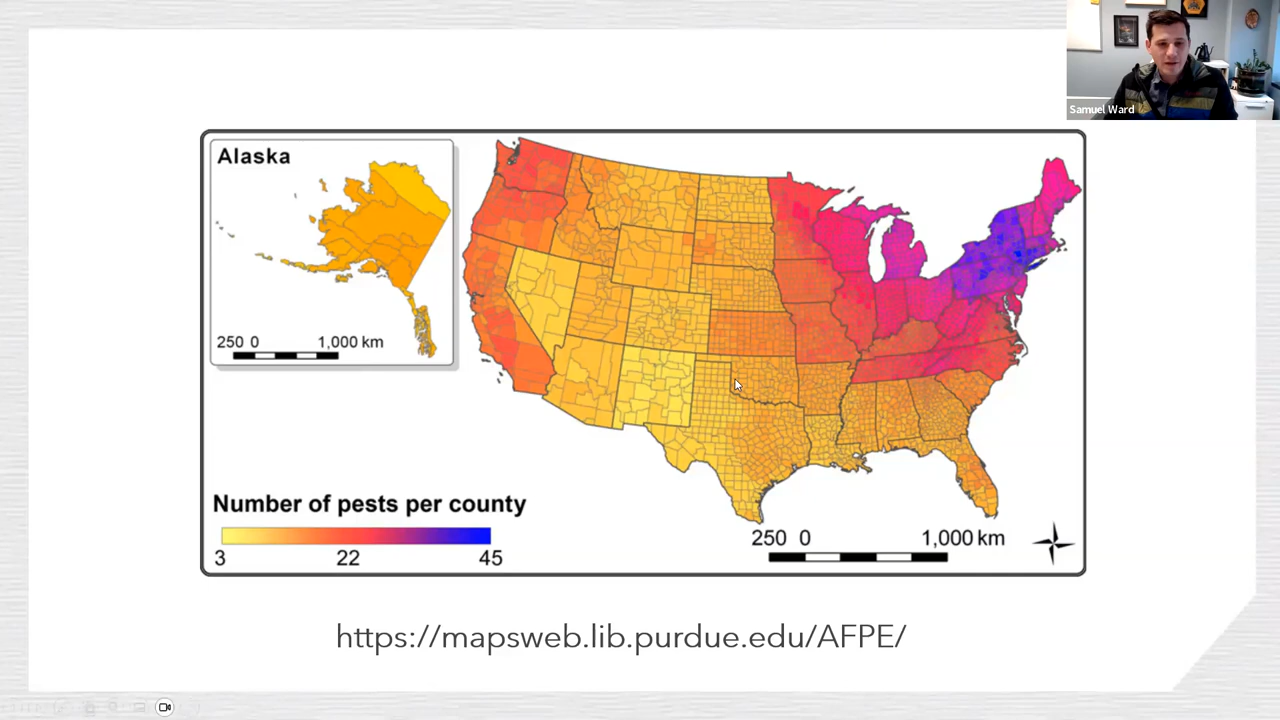 Samuel Ward
Alaska
250 0 1,000 km
Number of pests per county
3 22 45
250 0 1,000 km
https://mapsweb.lib.purdue.edu/AFPE/